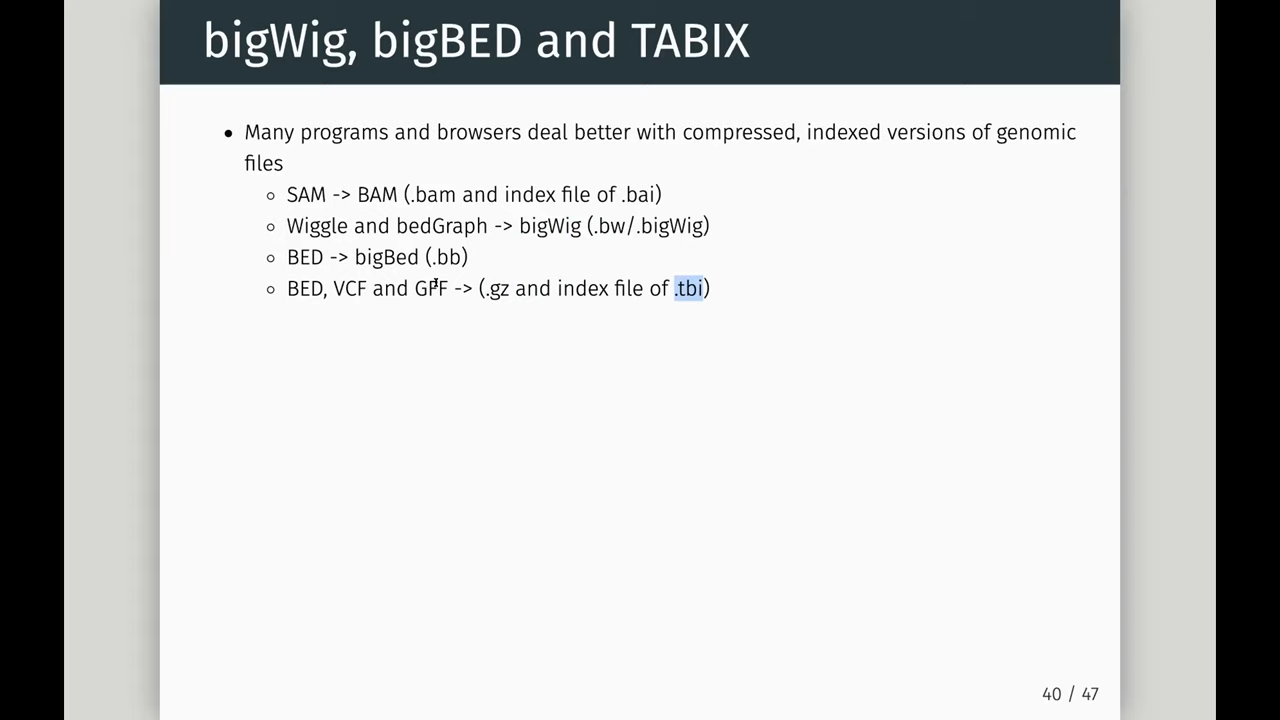 bigWig, bigBED and TABIX
• Many programs and browsers deal better with compressed, indexed versions of genomic
files
◦ SAM -> BAM (.bam and index file of .bai)
◦ Wiggle and bedGraph -> bigWig (.bw/.bigWig)
◦ BED -> bigBed (.bb)
◦ BED, VCF and GFF -> (.gz and index file of .tbi)
40 / 47